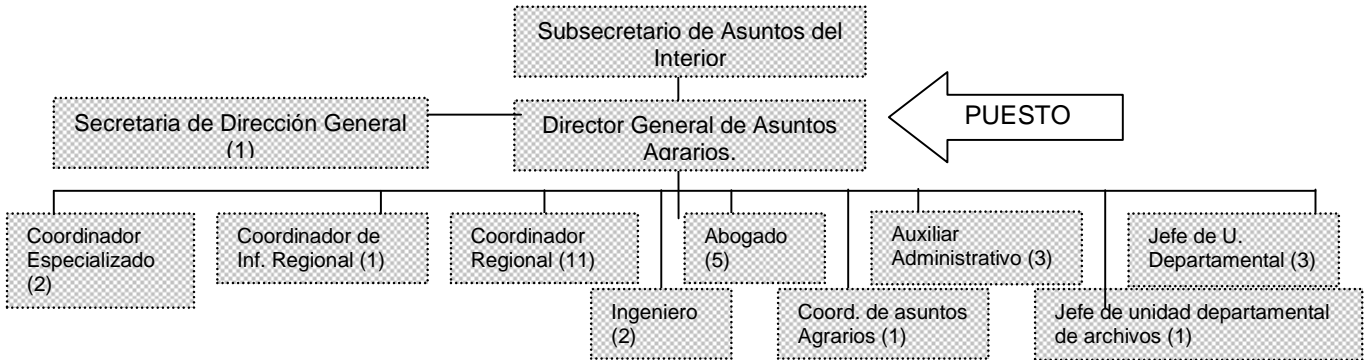 Subsecretario de Asuntos del
Interior
Secretaria de Dirección General
(1)
Director General de Asuntos
Agrarios.
PUESTO
Coordinador
Especializado
(2)
Coordinador de
Inf. Regional (1)
Coordinador
Regional (11)
Abogado
(5)
Auxiliar
Administrativo (3)
Jefe de U.
Departamental (3)
Ingeniero
(2)
Coord. de asuntos
Agrarios (1)
Jefe de unidad departamental
de archivos (1)